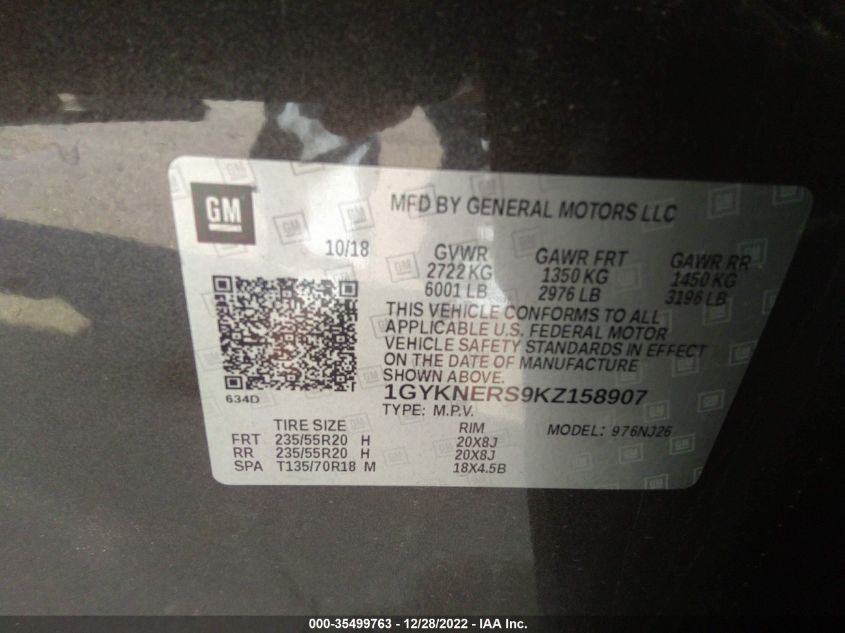 GM
MFD BY GENERAL MOTORS LLC
10/18
GVWR GAWR FRT GAWR RR
2722 KG 1350 KG 1450 KG
6001 LB 2976 LB 3196 LB
THIS VEHICLE CONFORMS TO ALL
APPLICABLE U.S. FEDERAL MOTOR
VEHICLE SAFETY STANDARDS IN EFFECT
ON THE DATE OF MANUFACTURE
SHOWN ABOVE.
634D
1GYKNERS9KZ158907
TYPE: M.P.V.
TIRE SIZE RIM MODEL: 976NJ26
FRT 235/55R20 H 20X8J
RR 235/55R20 H 20X8J
SPA T135/70R18 M 18X4.5B
000-35499763 - 12/28/2022 - IAA Inc.